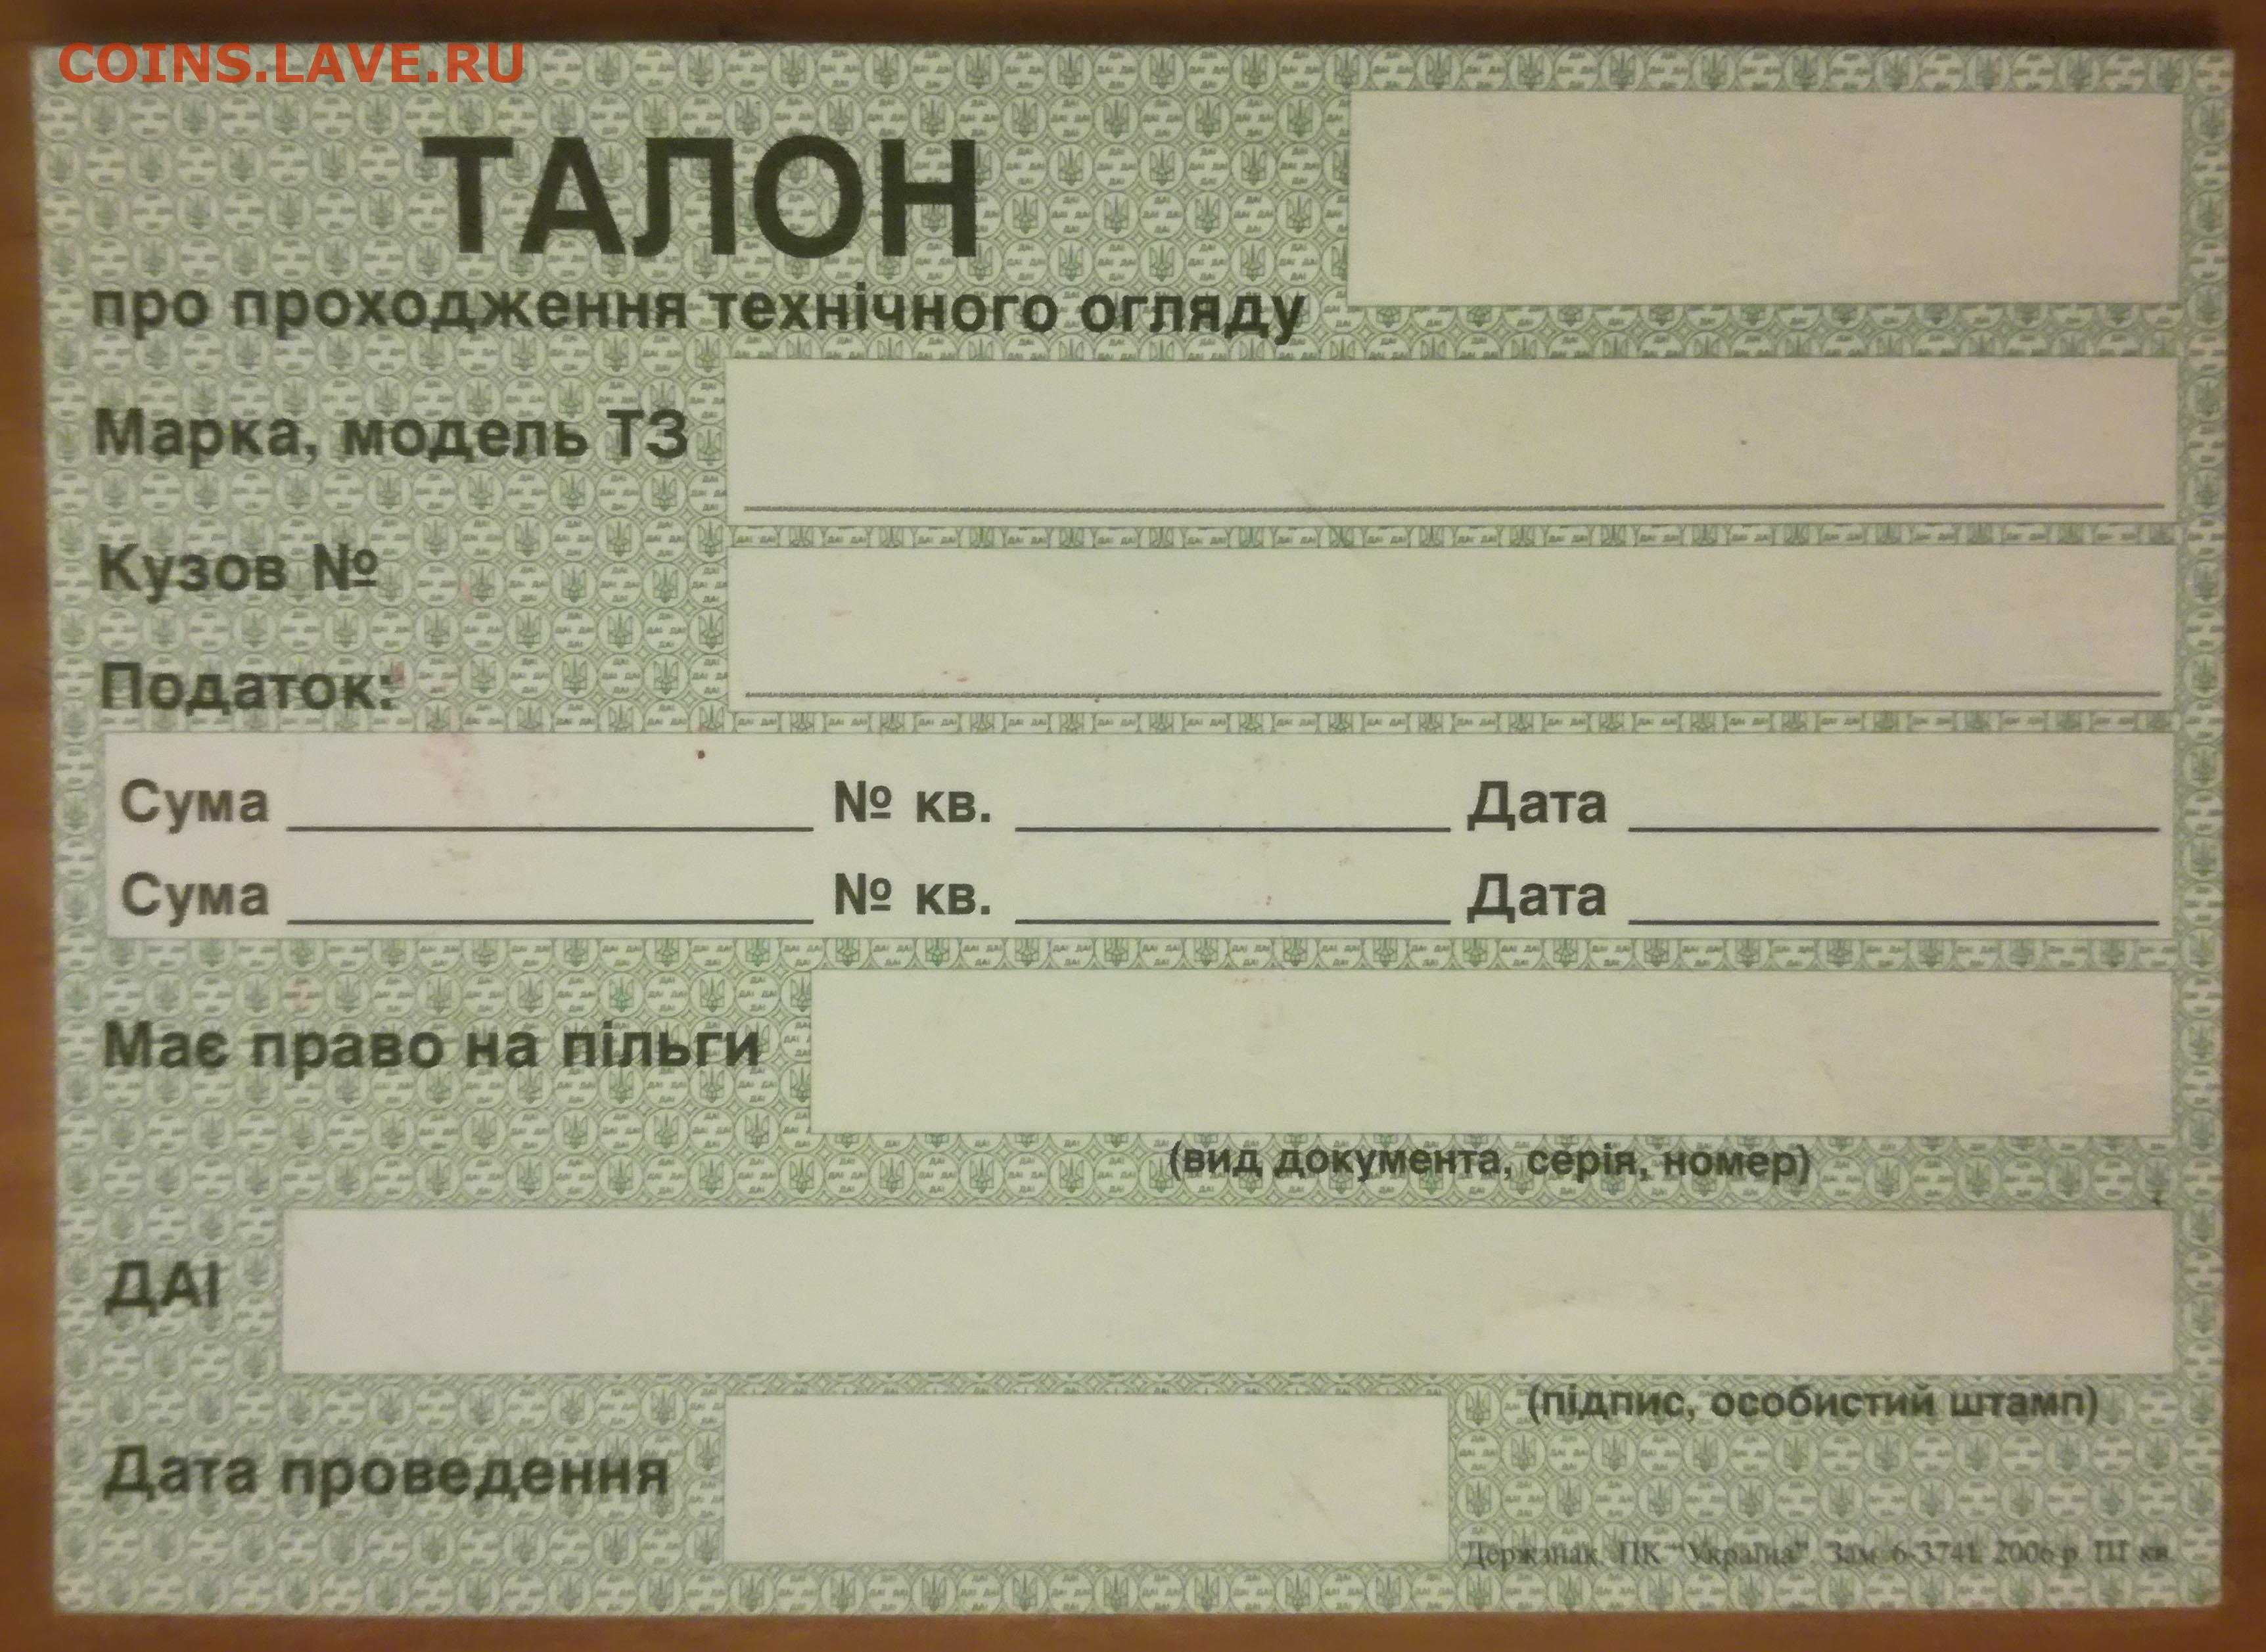 COINS.LAVE.RU
ТАЛОН
про проходження технічного огляду
Марка, модель ТЗ
Кузов №
Податок:
Сума № кв. Дата
Сума № кв. Дата
Має право на пільги
(вид документа, серія, номер)
ДАІ
(підпис, особистий штамп)
Дата проведення
Держзнак. ПК "Україна". Зам. 6-3741. 2006 р. ІІІ кв.